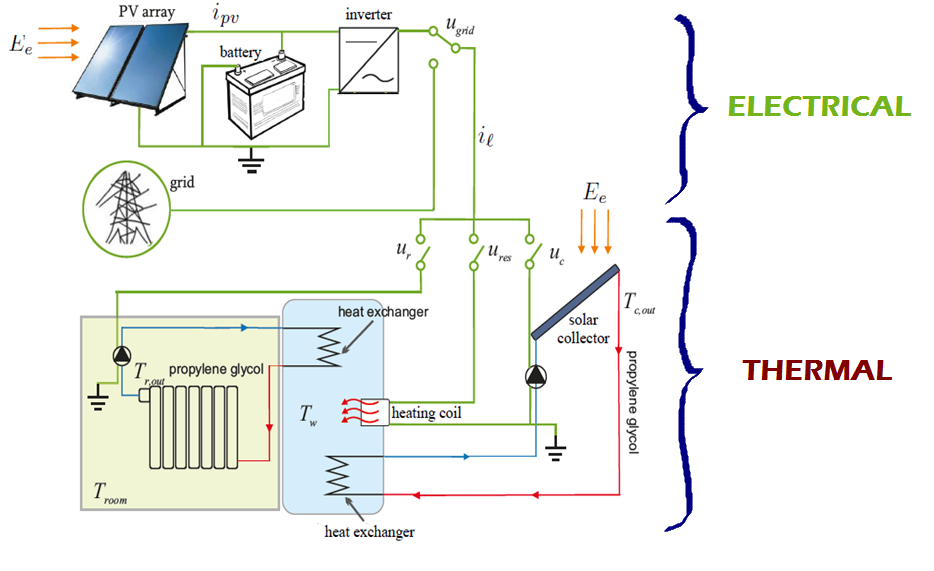 PV array
i_pv
inverter
u_grid
E_e
battery
ELECTRICAL
i_ℓ
grid
E_e
u_r
u_res
u_c
T_c,out
heat exchanger
solar
collector
propylene glycol
T_r,out
propylene glycol
THERMAL
T_w
heating coil
T_room
heat exchanger